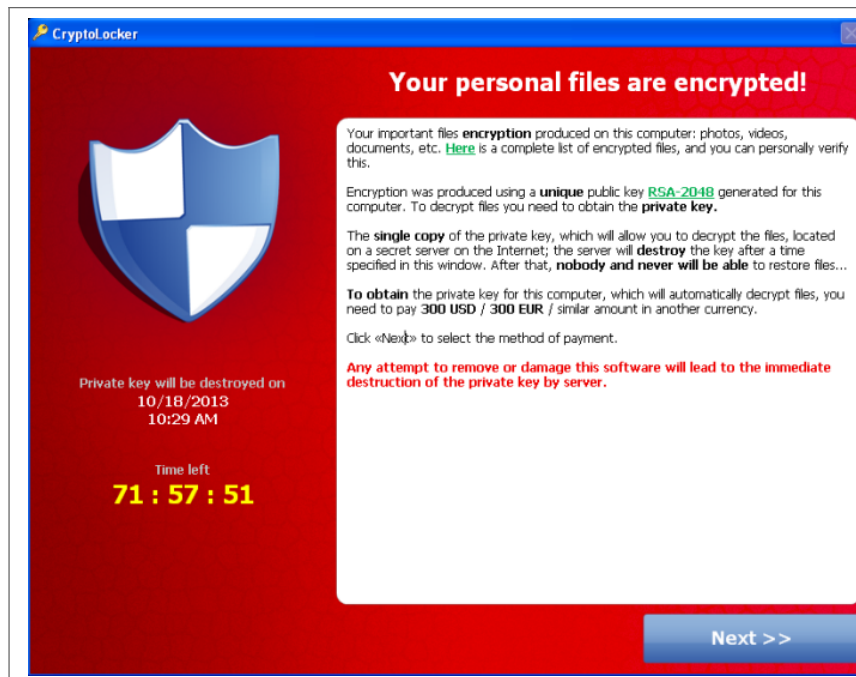 CryptoLocker
Your personal files are encrypted!
Your important files encryption produced on this computer: photos, videos,
documents, etc. Here is a complete list of encrypted files, and you can personally verify
this.
Encryption was produced using a unique public key RSA-2048 generated for this
computer. To decrypt files you need to obtain the private key.
The single copy of the private key, which will allow you to decrypt the files, located
on a secret server on the Internet; the server will destroy the key after a time
specified in this window. After that, nobody and never will be able to restore files...
To obtain the private key for this computer, which will automatically decrypt files, you
need to pay 300 USD / 300 EUR / similar amount in another currency.
Click «Next» to select the method of payment.
Any attempt to remove or damage this software will lead to the immediate
destruction of the private key by server.
Private key will be destroyed on
10/18/2013
10:29 AM
Time left
71 : 57 : 51
Next >>